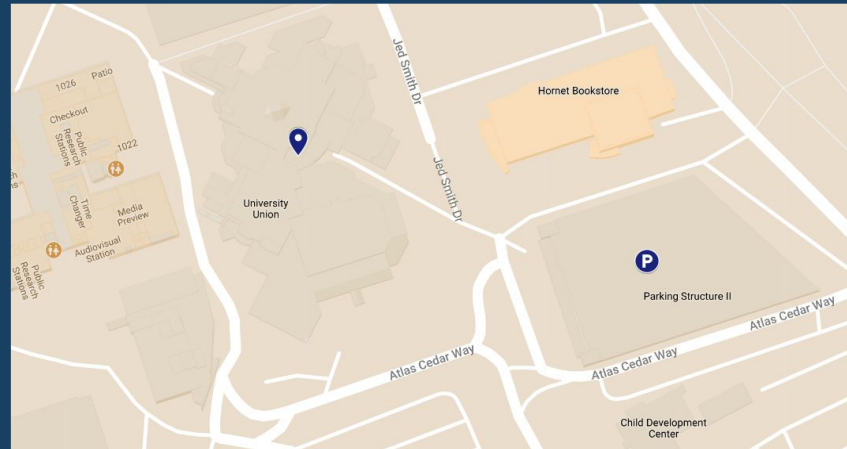 1026
Patio
Checkout
Public
Research
Stations
1022
Time
Changer
Media
Preview
Audiovisual
Station
Public
Research
Stations
Jed Smith Dr
Jed Smith Dr
Hornet Bookstore
University
Union
P
Parking Structure II
Atlas Cedar Way
Atlas Cedar Way
Atlas Cedar Way
Child Development
Center